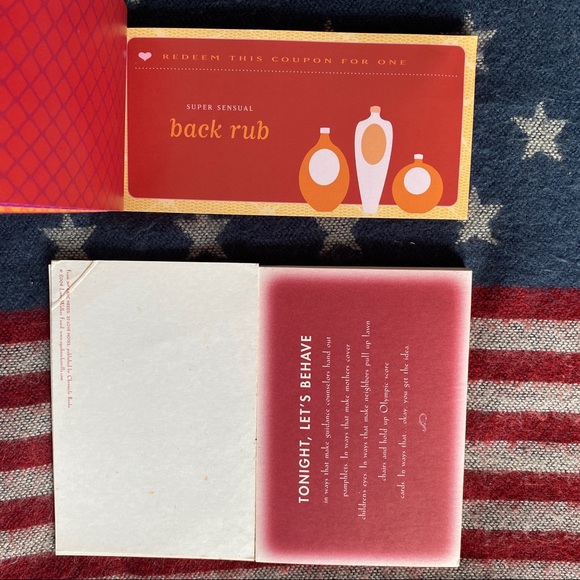 REDEEM THIS COUPON FOR ONE
SUPER SENSUAL
back rub
TONIGHT, LET'S BEHAVE
in ways that make guidance counselors hand out
pamphlets. In ways that make mothers cover
children's eyes. In ways that make neighbors pull up lawn
chairs and hold up Olympic score
cards. In ways that... okay, you get the idea.